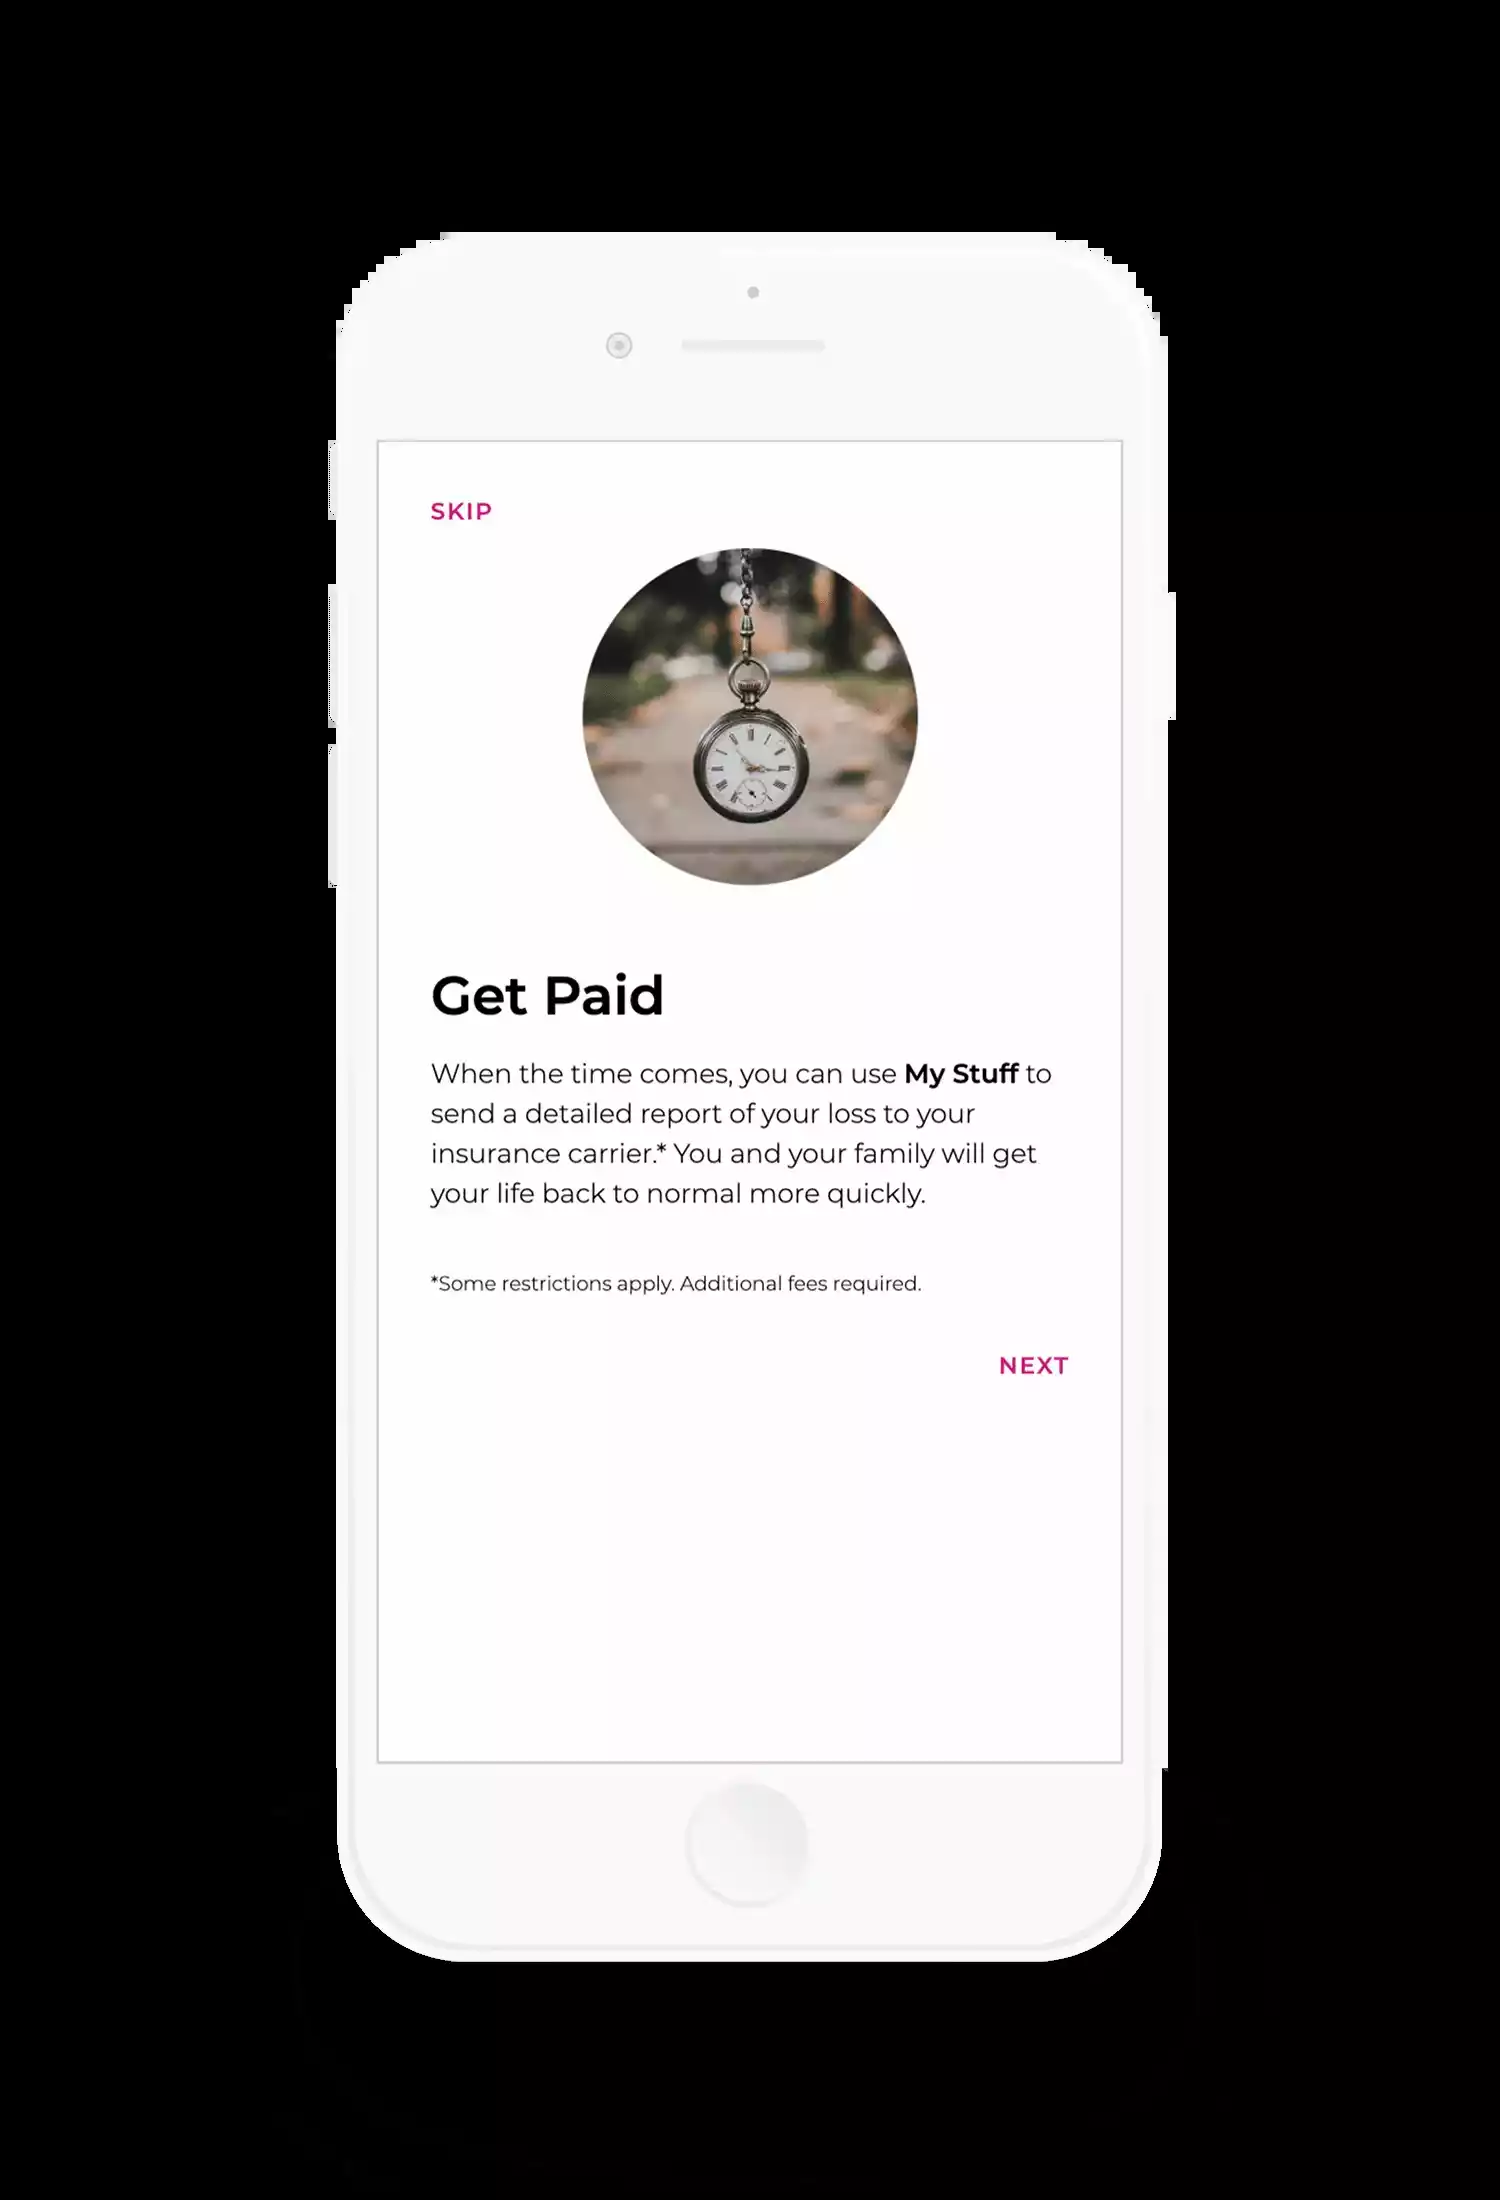 SKIP
Get Paid
When the time comes, you can use My Stuff to
send a detailed report of your loss to your
insurance carrier.* You and your family will get
your life back to normal more quickly.
*Some restrictions apply. Additional fees required.
NEXT